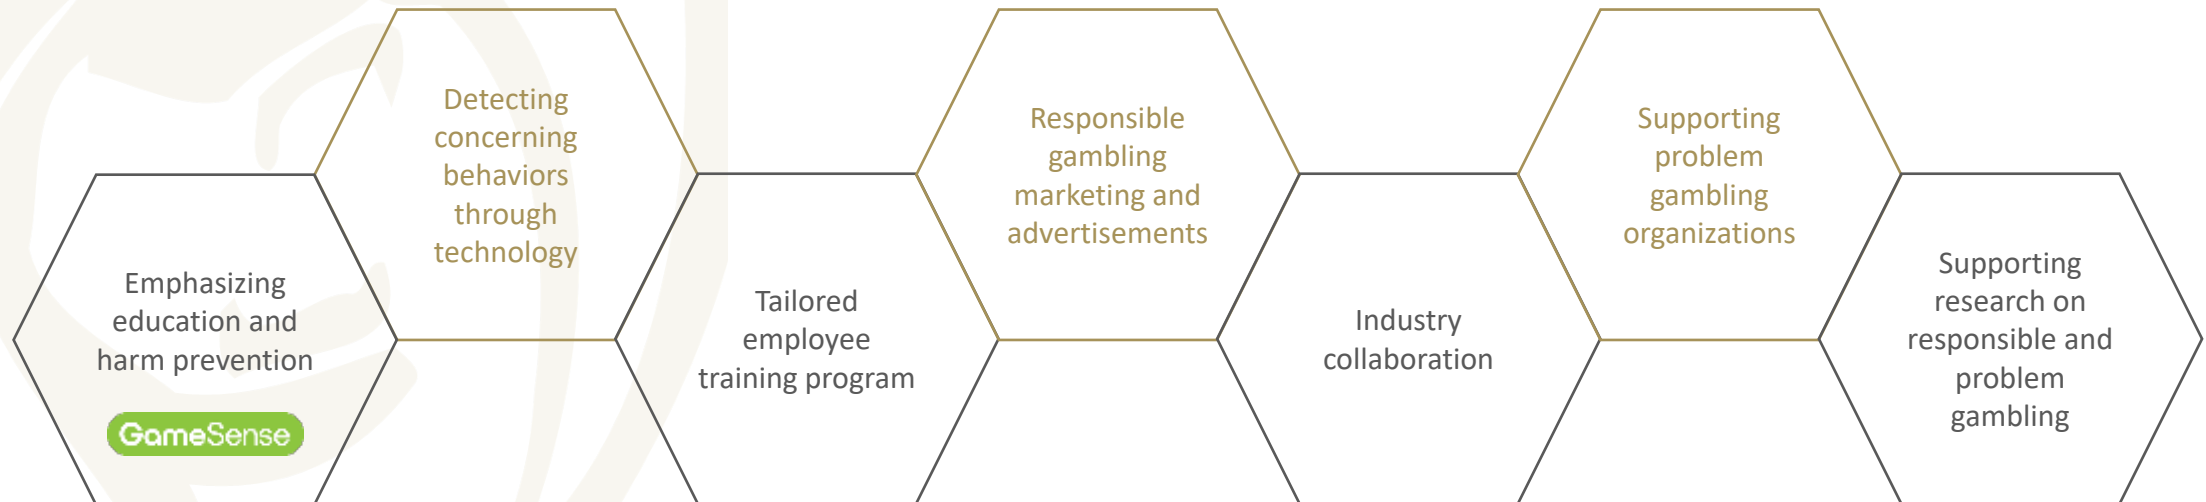 Emphasizing
education and
harm prevention
GameSense
Detecting
concerning
behaviors
through
technology
Tailored
employee
training program
Responsible
gambling
marketing and
advertisements
Industry
collaboration
Supporting
problem
gambling
organizations
Supporting
research on
responsible and
problem
gambling